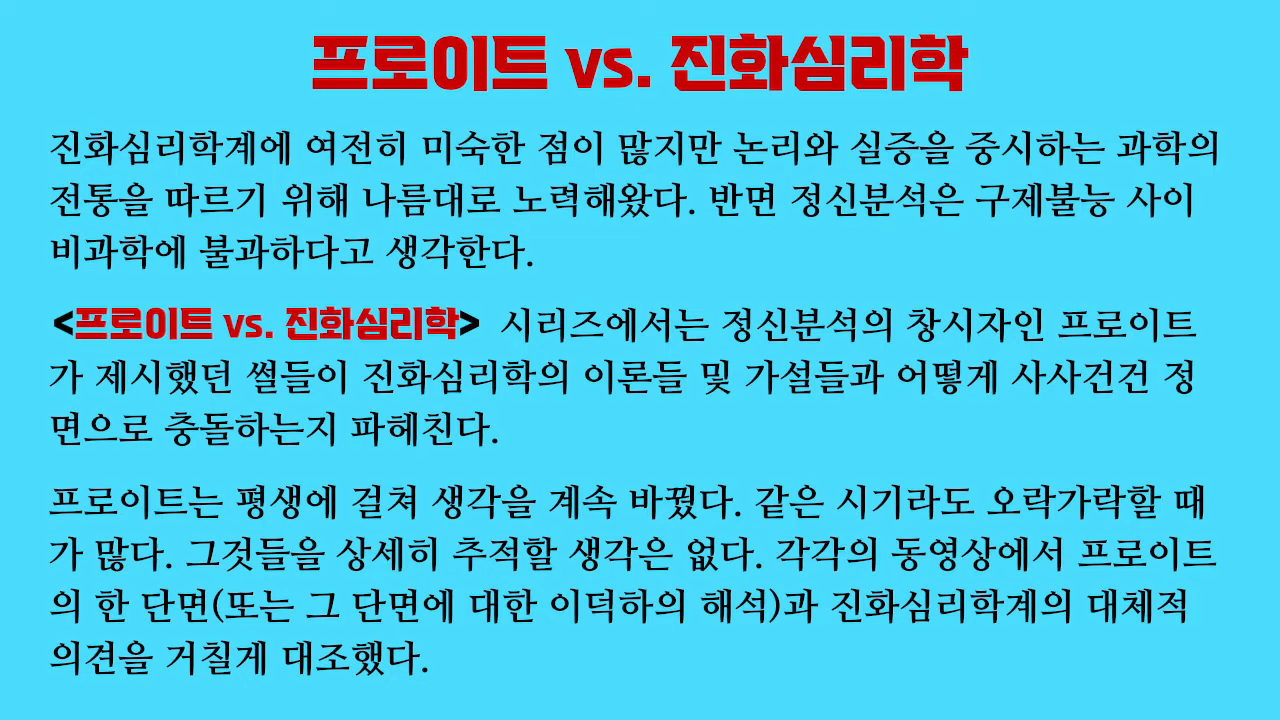 프로이트 vs. 진화심리학
진화심리학계에 여전히 미숙한 점이 많지만 논리와 실증을 중시하는 과학의
전통을 따르기 위해 나름대로 노력해왔다. 반면 정신분석은 구제불능 사이
비과학에 불과하다고 생각한다.
<프로이트 vs. 진화심리학> 시리즈에서는 정신분석의 창시자인 프로이트
가 제시했던 썰들이 진화심리학의 이론들 및 가설들과 어떻게 사사건건 정
면으로 충돌하는지 파헤친다.
프로이트는 평생에 걸쳐 생각을 계속 바꿨다. 같은 시기라도 오락가락할 때
가 많다. 그것들을 상세히 추적할 생각은 없다. 각각의 동영상에서 프로이트
의 한 단면(또는 그 단면에 대한 이덕하의 해석)과 진화심리학계의 대체적
의견을 거칠게 대조했다.